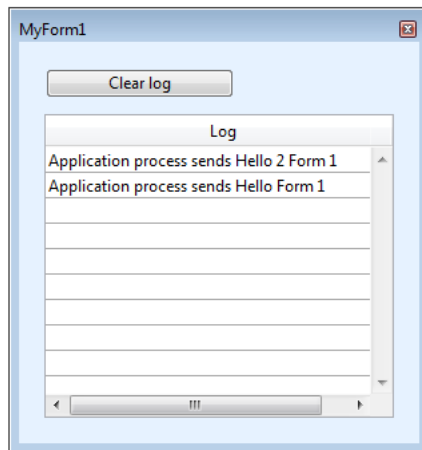 MyForm1
Clear log
Log
Application process sends Hello 2 Form 1
Application process sends Hello Form 1